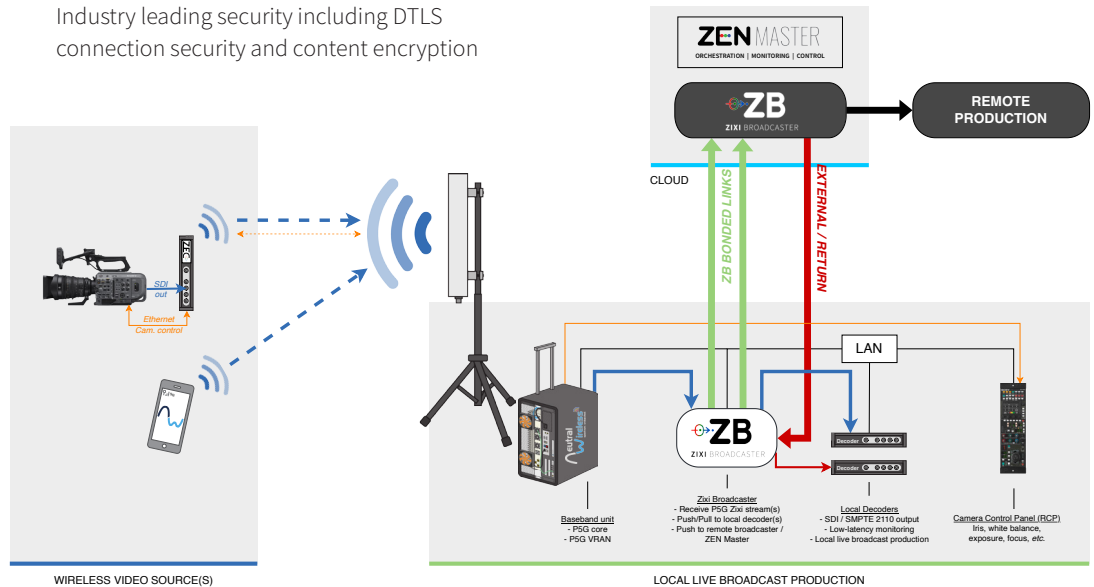 Industry leading security including DTLS
connection security and content encryption
ZEN MASTER
ORCHESTRATION | MONITORING | CONTROL
ZB
ZIXI BROADCASTER
REMOTE
PRODUCTION
CLOUD
ZB BONDED LINKS
EXTERNAL / RETURN
ZEC
SDI
out
Ethernet
Cam. control
LAN
eutral
Wireless
ZB
ZIXI BROADCASTER
Decoder
Decoder
Baseband unit
- P5G core
- P5G VRAN
Zixi Broadcaster
- Receive P5G Zixi stream(s)
- Push/Pull to local decoder(s)
- Push to remote broadcaster /
ZEN Master
Local Decoders
- SDI / SMPTE 2110 output
- Low-latency monitoring
- Local live broadcast production
Camera Control Panel (RCP)
Iris, white balance,
exposure, focus, etc.
WIRELESS VIDEO SOURCE(S)
LOCAL LIVE BROADCAST PRODUCTION